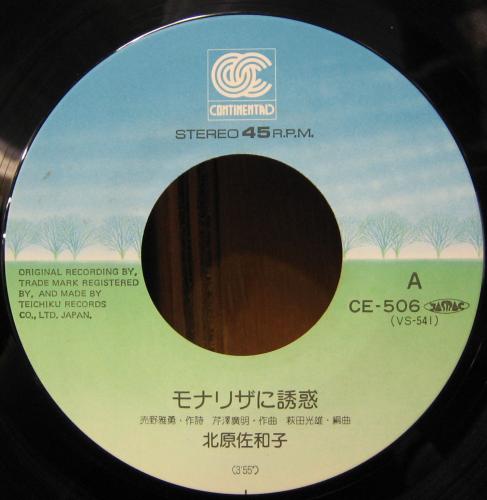 CONTINENTAL
STEREO 45 R.P.M.
ORIGINAL RECORDING BY,
TRADE MARK REGISTERED
BY, AND MADE BY
TEICHIKU RECORDS
CO., LTD. JAPAN.
A
CE-506 JASRAC
(VS-541)
モナリザに誘惑
売野雅勇・作詩 芹澤廣明・作曲 萩田光雄・編曲
北原佐和子
(3'55")